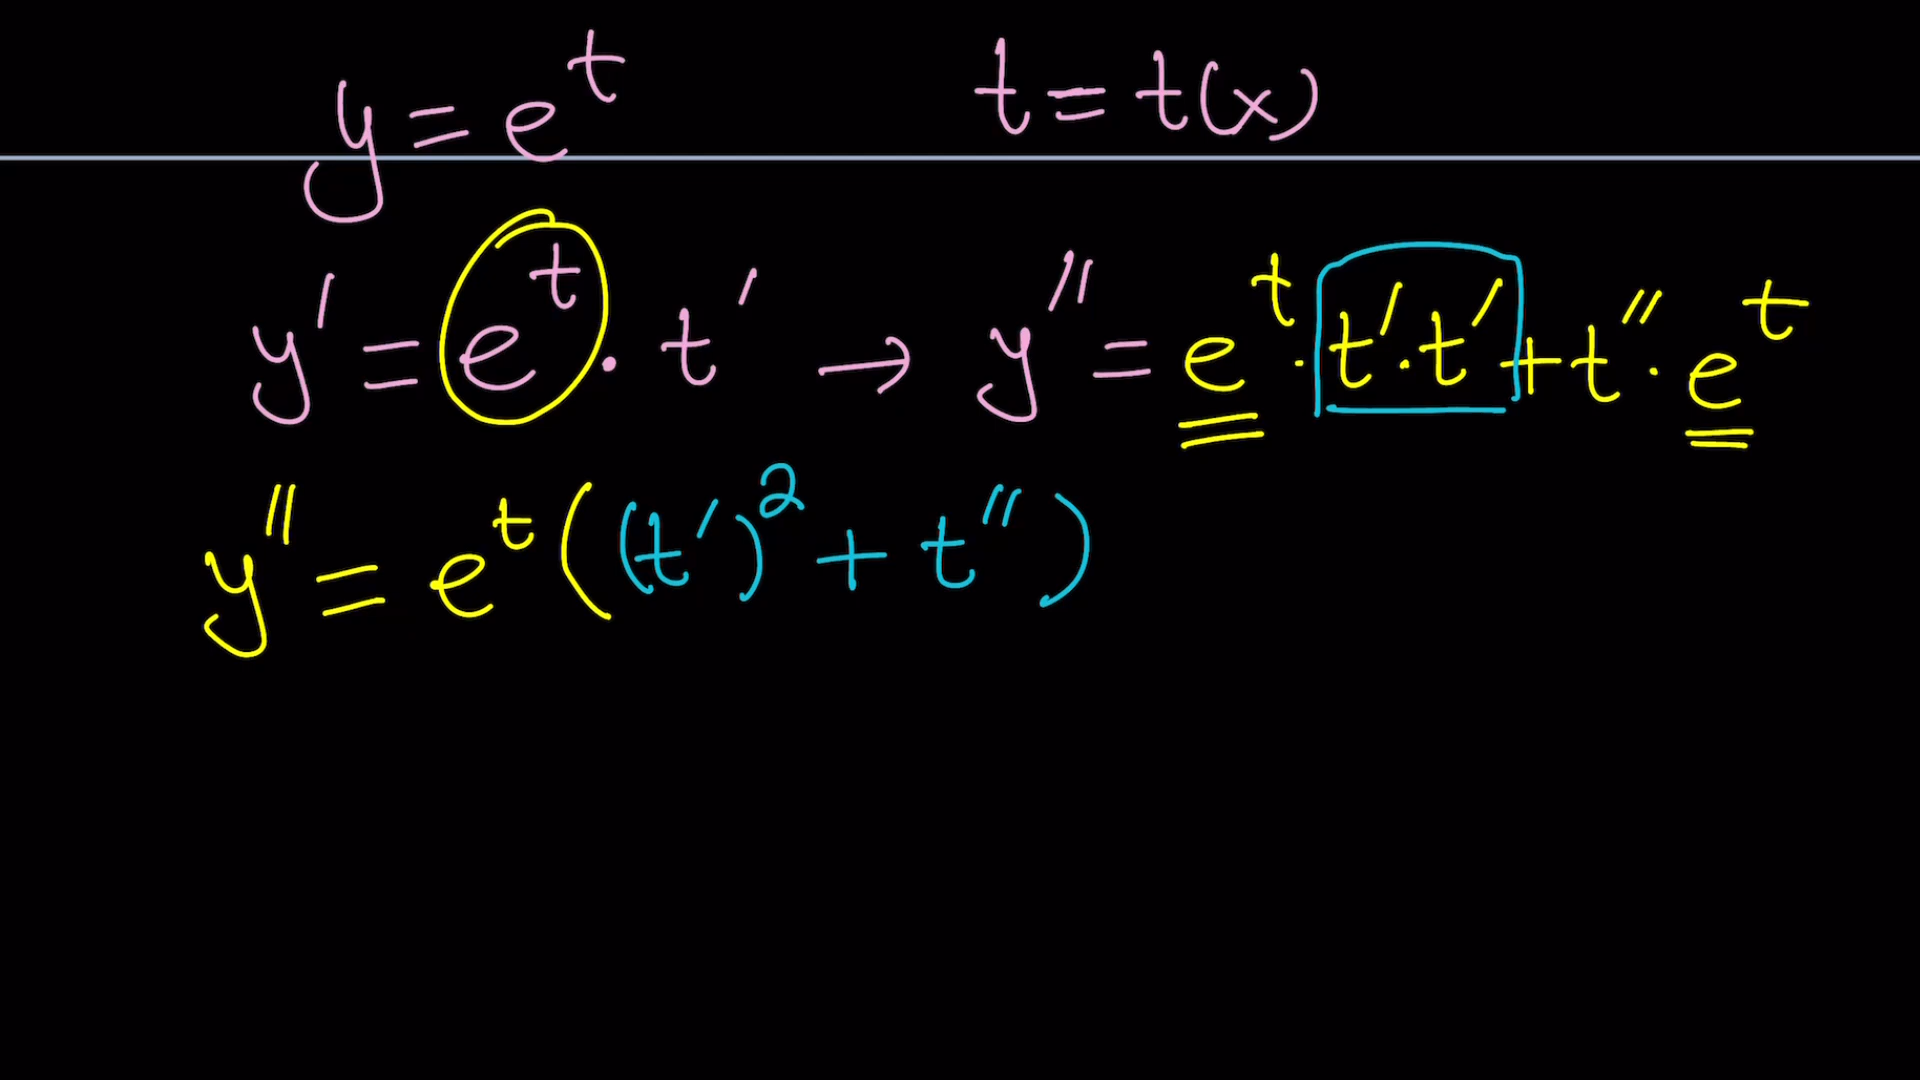 y = e^t    t = t(x)
y' = e^t · t' → y'' = e^t · t' · t' + t'' · e^t
y'' = e^t ((t')^2 + t'')